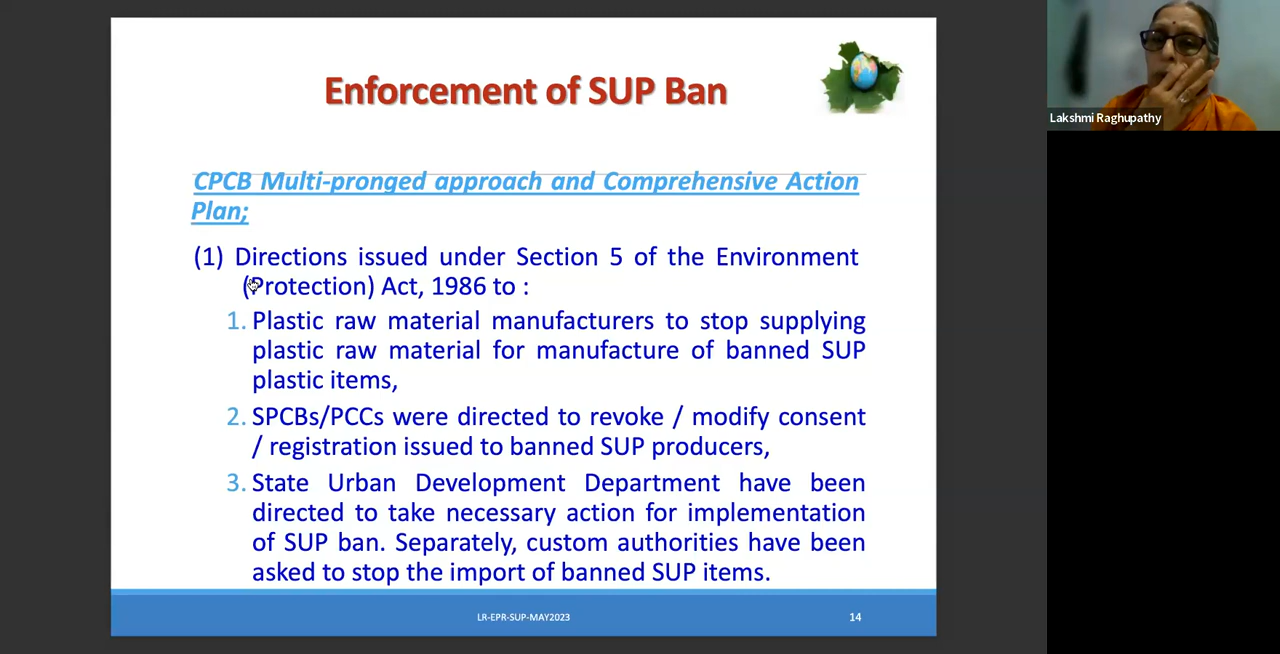 Enforcement of SUP Ban
Lakshmi Raghupathy
CPCB Multi-pronged approach and Comprehensive Action
Plan;
(1) Directions issued under Section 5 of the Environment
(Protection) Act, 1986 to :
1. Plastic raw material manufacturers to stop supplying
plastic raw material for manufacture of banned SUP
plastic items,
2. SPCBs/PCCs were directed to revoke / modify consent
/ registration issued to banned SUP producers,
3. State Urban Development Department have been
directed to take necessary action for implementation
of SUP ban. Separately, custom authorities have been
asked to stop the import of banned SUP items.
LR-EPR-SUP-MAY2023
14